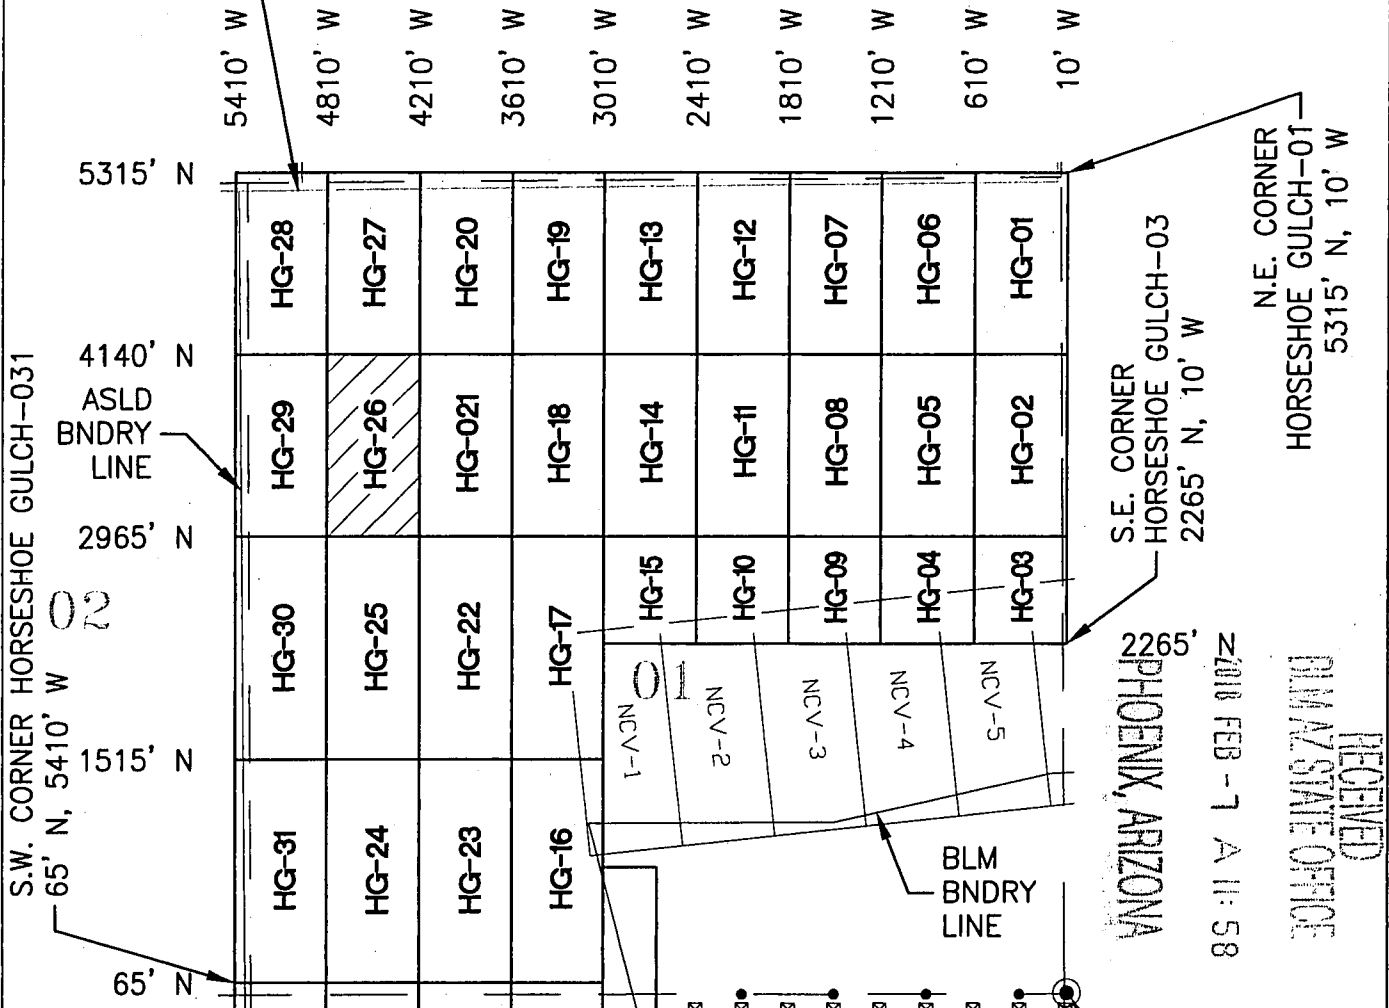 5410' W
4810' W
4210' W
3610' W
3010' W
2410' W
1810' W
1210' W
610' W
10' W
5315' N
HG-28
HG-27
HG-20
HG-19
HG-13
HG-12
HG-07
HG-06
HG-01
N.E. CORNER
HORSESHOE GULCH-01
5315' N, 10' W
4140' N
ASLD
BNDRY
LINE
HG-29
HG-26
HG-021
HG-18
HG-14
HG-11
HG-08
HG-05
HG-02
S.E. CORNER
HORSESHOE GULCH-03
2265' N, 10' W
2965' N
02
HG-30
HG-25
HG-22
HG-17
HG-15
HG-10
HG-09
HG-04
HG-03
2265' N
01
NCV-1
NCV-2
NCV-3
NCV-4
NCV-5
S.W. CORNER HORSESHOE GULCH-031
65' N, 5410' W
1515' N
HG-31
HG-24
HG-23
HG-16
BLM
BNDRY
LINE
65' N
RECEIVED
BLM AZ STATE OFFICE
2018 FEB -7 A 11:58
PHOENIX, ARIZONA